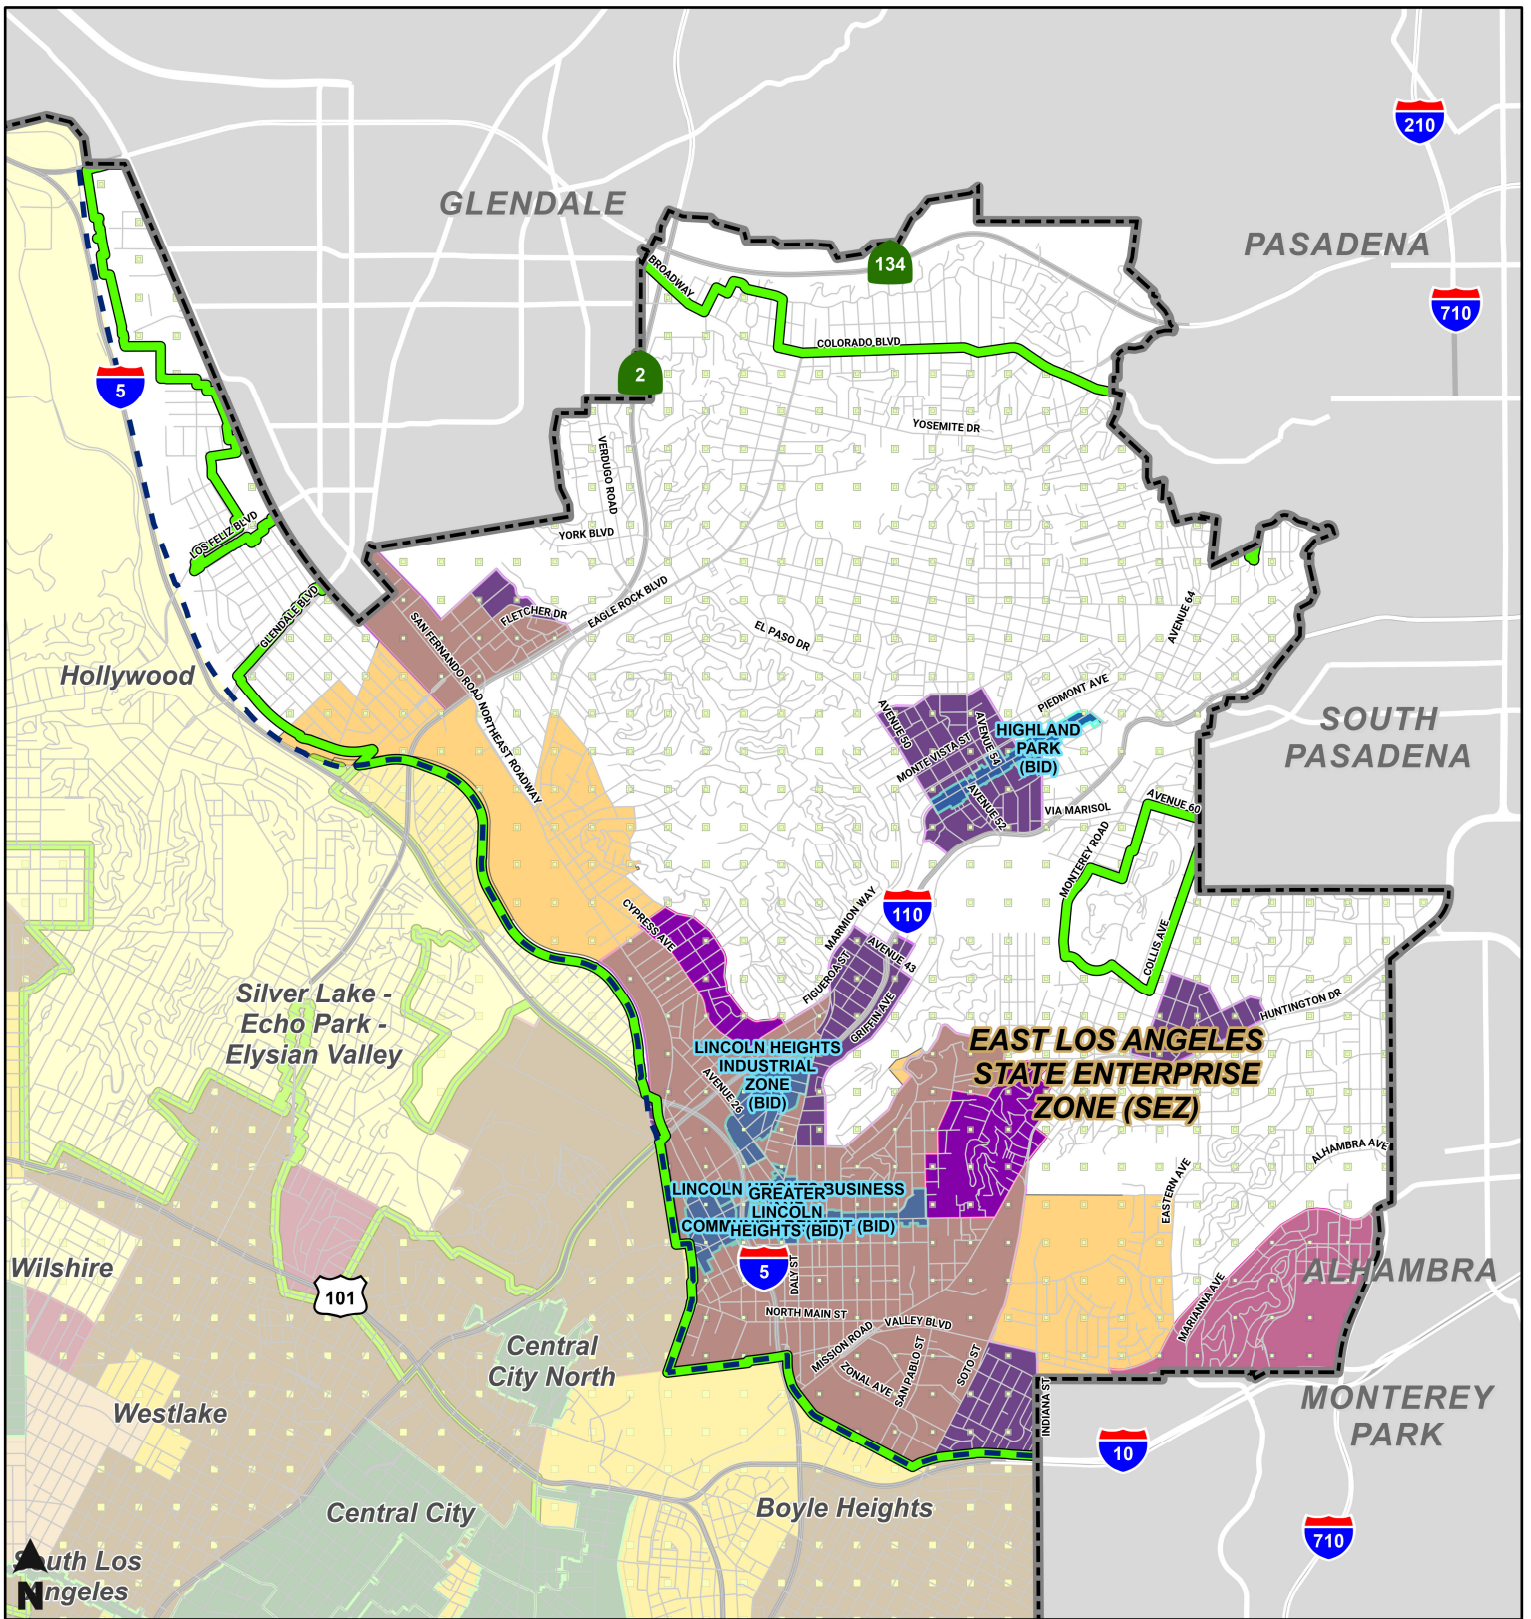 210
GLENDALE
PASADENA
134
BROADWAY
710
COLORADO BLVD
2
5
YOSEMITE DR
VERDUGO ROAD
LOS FELIZ BLVD
YORK BLVD
GLENDALE BLVD
FLETCHER DR
EAGLE ROCK BLVD
SAN FERNANDO ROAD NORTHEAST ROADWAY
EL PASO DR
AVENUE 64
Hollywood
PIEDMONT AVE
AVENUE 50
AVENUE 54
HIGHLAND
PARK
(BID)
MONTE VISTA ST
AVENUE 52
SOUTH
PASADENA
VIA MARISOL
AVENUE 60
MONTEREY ROAD
CYPRESS AVE
MARMION WAY
110
AVENUE 43
FIGUEROA ST
COLLIS AVE
GRIFFIN AVE
HUNTINGTON DR
Silver Lake -
Echo Park -
Elysian Valley
LINCOLN HEIGHTS
INDUSTRIAL
ZONE
(BID)
AVENUE 26
EAST LOS ANGELES
STATE ENTERPRISE
ZONE (SEZ)
ALHAMBRA AVE
EASTERN AVE
LINCOLN BUSINESS
GREATER
LINCOLN
HEIGHTS (BID)
(BID)
Wilshire
5
DALY ST
ALHAMBRA
MARIANNA AVE
101
NORTH MAIN ST
MISSION ROAD
VALLEY BLVD
ZONAL AVE
SAN PABLO ST
SOTO ST
Central
City North
INDIANA ST
MONTEREY
PARK
Westlake
10
Central City
Boyle Heights
710
South Los
Angeles
N